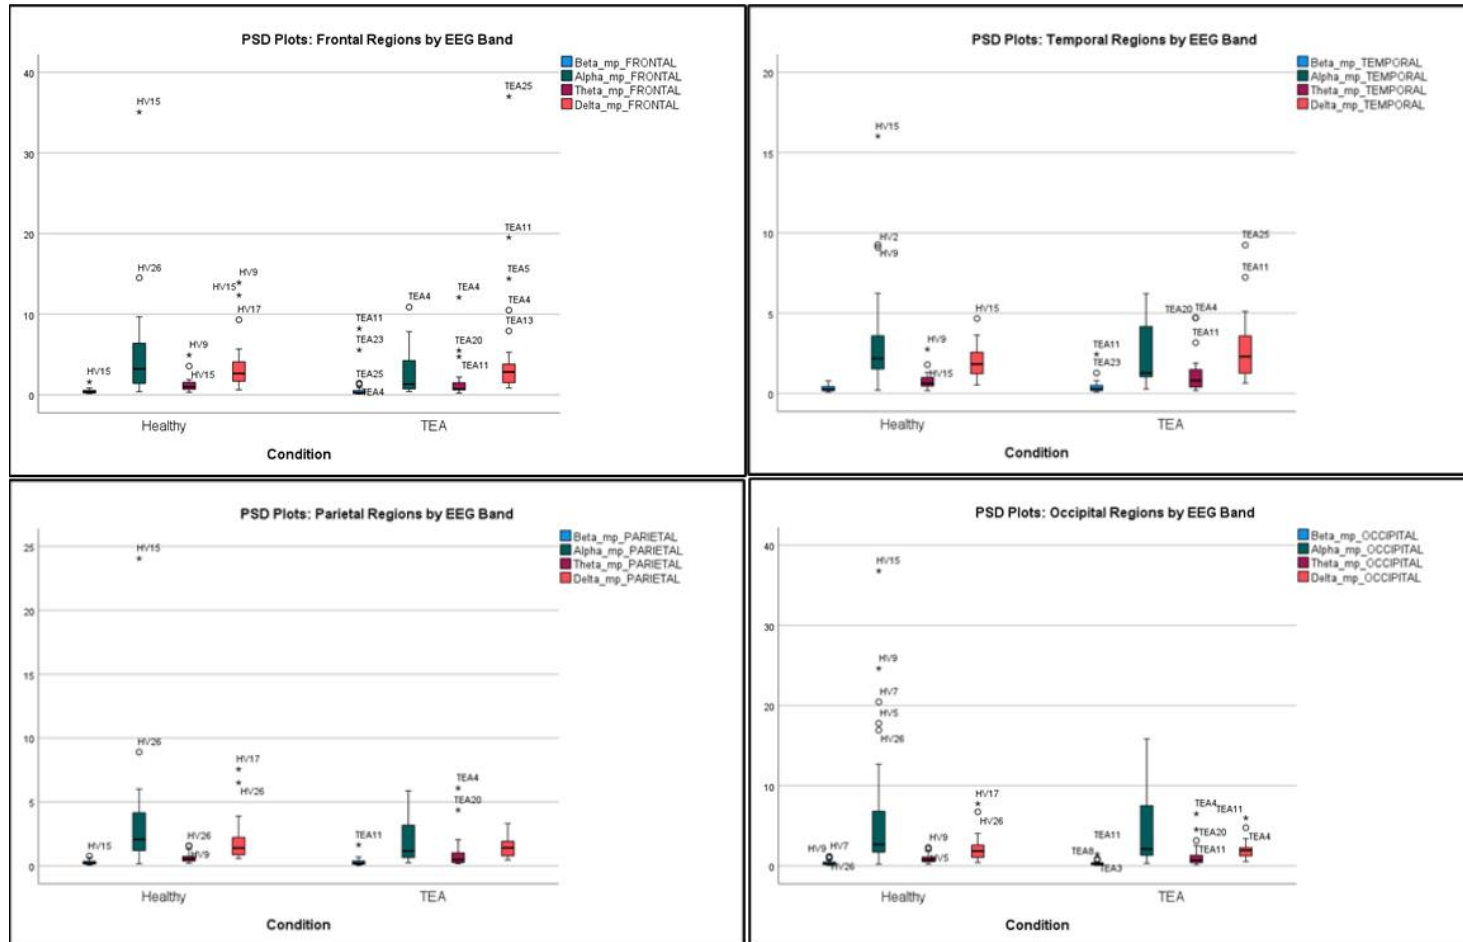 PSD Plots: Frontal Regions by EEG Band
Beta_mp_FRONTAL
Alpha_mp_FRONTAL
Theta_mp_FRONTAL
Delta_mp_FRONTAL
40
30
20
10
0
HV15
HV26
HV15
HV9
HV15
HV9
HV15
HV17
TEA11
TEA23
TEA25
TEA4
TEA4
TEA4
TEA20
TEA11
TEA25
TEA11
TEA5
TEA4
TEA13
Healthy
TEA
Condition
PSD Plots: Temporal Regions by EEG Band
Beta_mp_TEMPORAL
Alpha_mp_TEMPORAL
Theta_mp_TEMPORAL
Delta_mp_TEMPORAL
20
15
10
5
0
HV15
HV2
HV9
HV9
HV15
HV15
TEA11
TEA23
TEA20
TEA4
TEA11
TEA25
TEA11
Healthy
TEA
Condition
PSD Plots: Parietal Regions by EEG Band
Beta_mp_PARIETAL
Alpha_mp_PARIETAL
Theta_mp_PARIETAL
Delta_mp_PARIETAL
25
20
15
10
5
0
HV15
HV26
HV15
HV26
HV9
HV17
HV26
TEA11
TEA4
TEA20
Healthy
TEA
Condition
PSD Plots: Occipital Regions by EEG Band
Beta_mp_OCCIPITAL
Alpha_mp_OCCIPITAL
Theta_mp_OCCIPITAL
Delta_mp_OCCIPITAL
40
30
20
10
0
HV15
HV9
HV7
HV5
HV26
HV9
HV7
HV26
HV9
HV5
HV17
HV26
TEA11
TEA8
TEA3
TEA4
TEA11
TEA20
TEA11
TEA4
Healthy
TEA
Condition